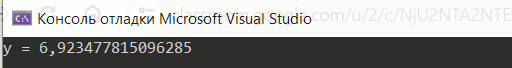 Консоль отладки Microsoft Visual Studio
y = 6,923477815096285